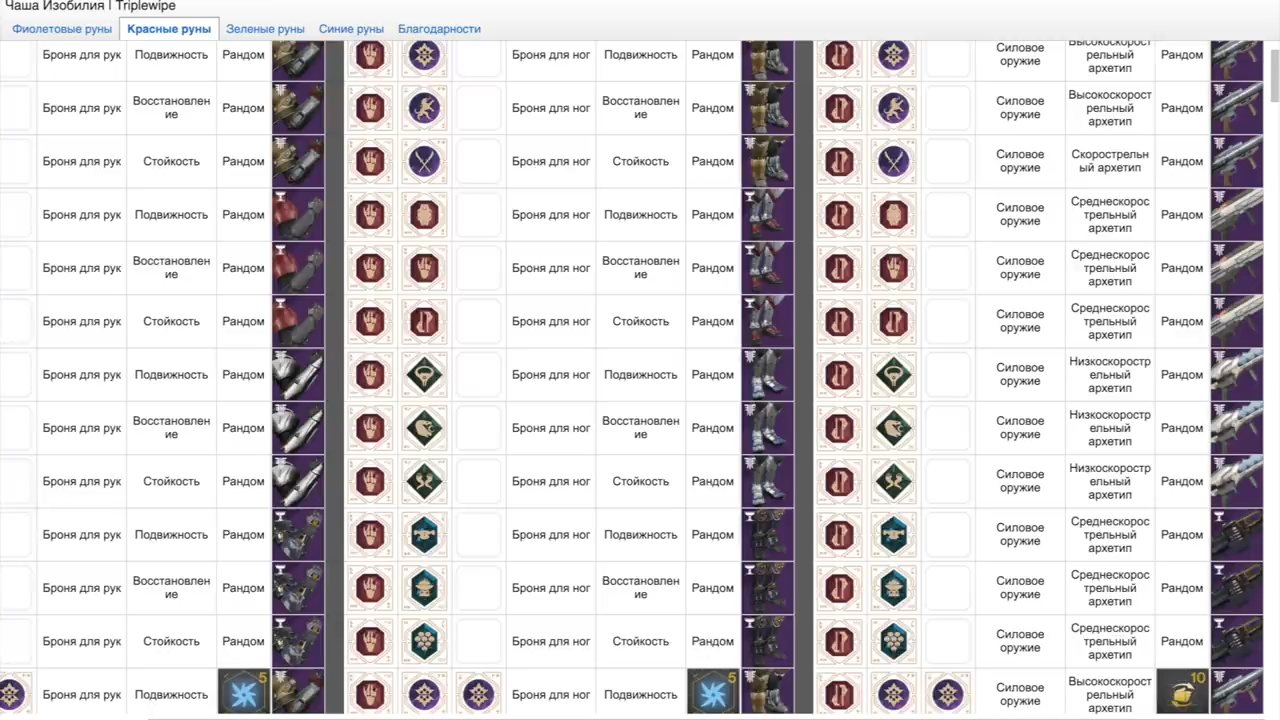 Чаша Изобилия | Triplewipe
Фиолетовые руны Красные руны Зеленые руны Синие руны Благодарности
Броня для рук Подвижность Рандом Броня для ног Подвижность Рандом Силовое оружие Высокоскорост рельный архетип Рандом
Броня для рук Восстановлен ие Рандом Броня для ног Восстановлен ие Рандом Силовое оружие Высокоскорост рельный архетип Рандом
Броня для рук Стойкость Рандом Броня для ног Стойкость Рандом Силовое оружие Скорострельн ый архетип Рандом
Броня для рук Подвижность Рандом Броня для ног Подвижность Рандом Силовое оружие Среднескорос трельный архетип Рандом
Броня для рук Восстановлен ие Рандом Броня для ног Восстановлен ие Рандом Силовое оружие Среднескорос трельный архетип Рандом
Броня для рук Стойкость Рандом Броня для ног Стойкость Рандом Силовое оружие Среднескорос трельный архетип Рандом
Броня для рук Подвижность Рандом Броня для ног Подвижность Рандом Силовое оружие Низкоскоростр ельный архетип Рандом
Броня для рук Восстановлен ие Рандом Броня для ног Восстановлен ие Рандом Силовое оружие Низкоскоростр ельный архетип Рандом
Броня для рук Стойкость Рандом Броня для ног Стойкость Рандом Силовое оружие Низкоскоростр ельный архетип Рандом
Броня для рук Подвижность Рандом Броня для ног Подвижность Рандом Силовое оружие Среднескорос трельный архетип Рандом
Броня для рук Восстановлен ие Рандом Броня для ног Восстановлен ие Рандом Силовое оружие Среднескорос трельный архетип Рандом
Броня для рук Стойкость Рандом Броня для ног Стойкость Рандом Силовое оружие Среднескорос трельный архетип Рандом
Броня для рук Подвижность 5 Броня для ног Подвижность 5 Силовое оружие Высокоскорост рельный архетип 10